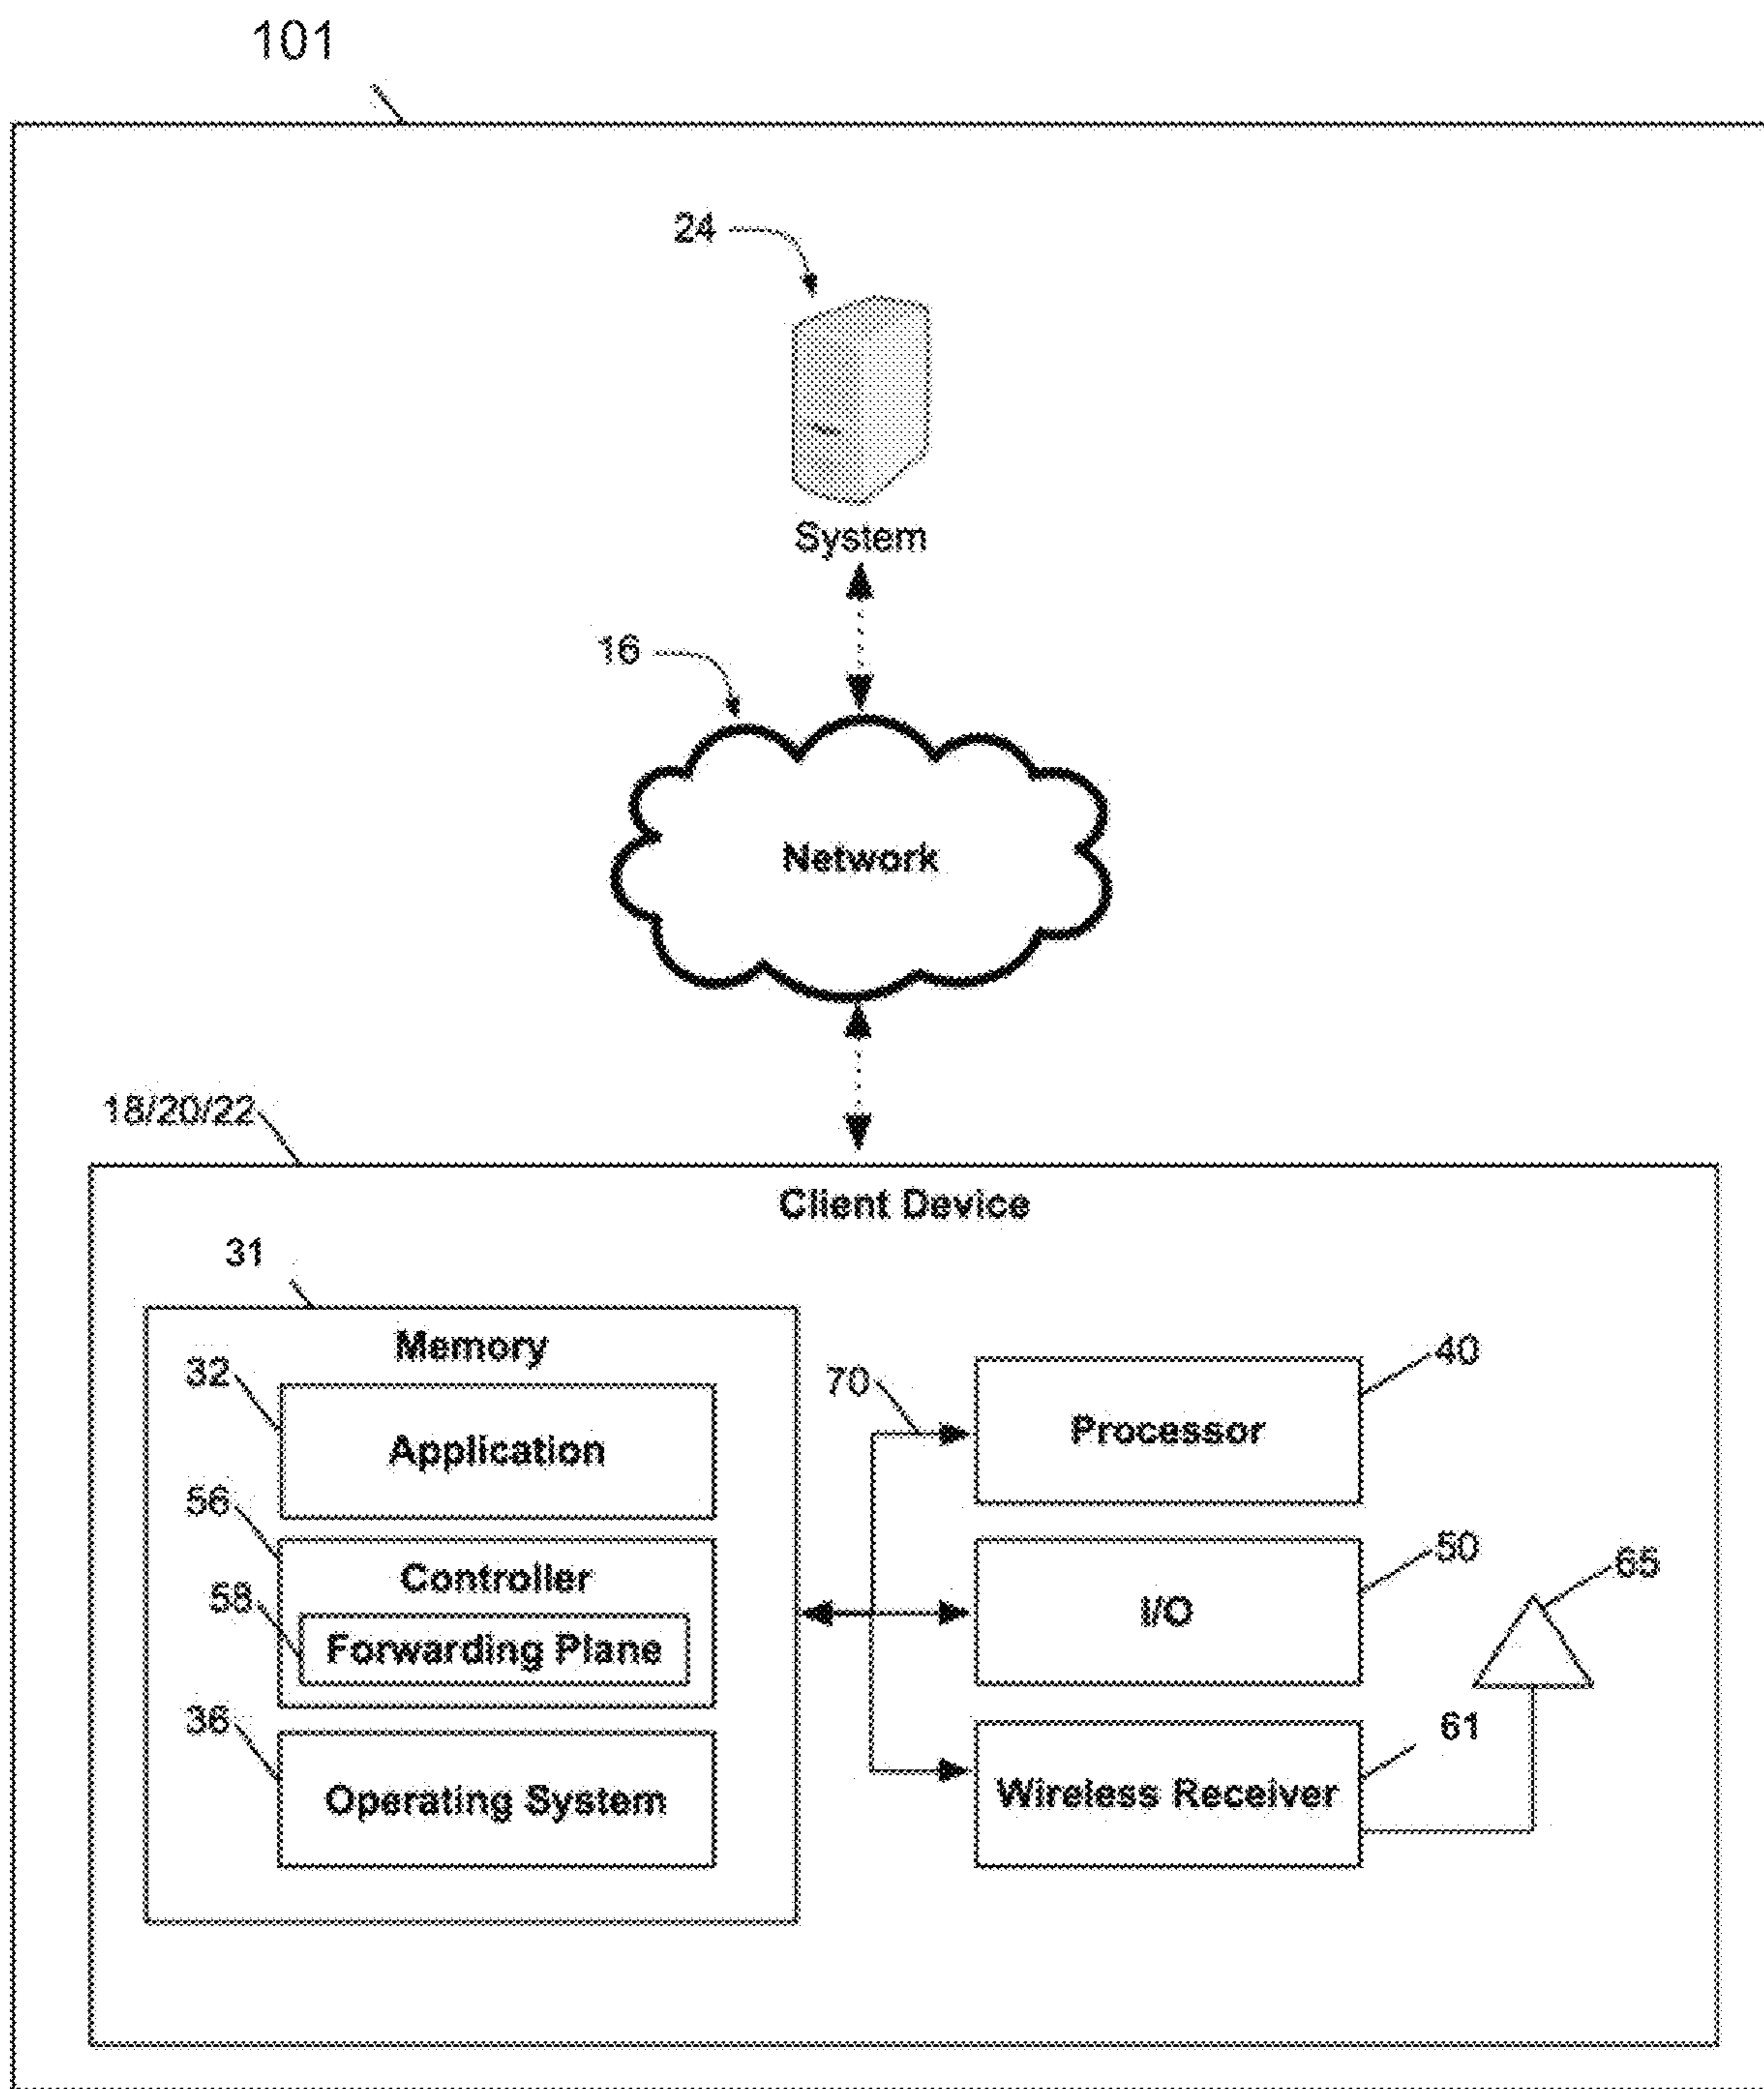 101
24
System
16
Network
18/20/22
Client Device
31
Memory
32
Application
56
Controller
58
Forwarding Plane
36
Operating System
70
40
Processor
50
I/O
65
61
Wireless Receiver